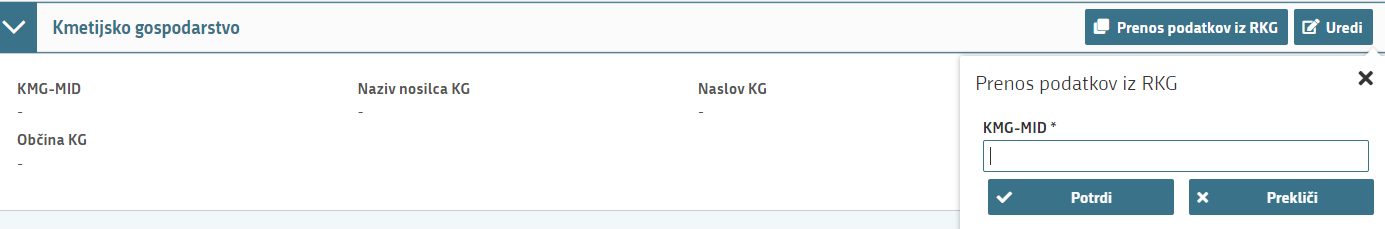 Kmetijsko gospodarstvo
Prenos podatkov iz RKG
Uredi
KMG-MID
-
Naziv nosilca KG
-
Naslov KG
-
Občina KG
-
Prenos podatkov iz RKG
KMG-MID *
Potrdi
Prekliči